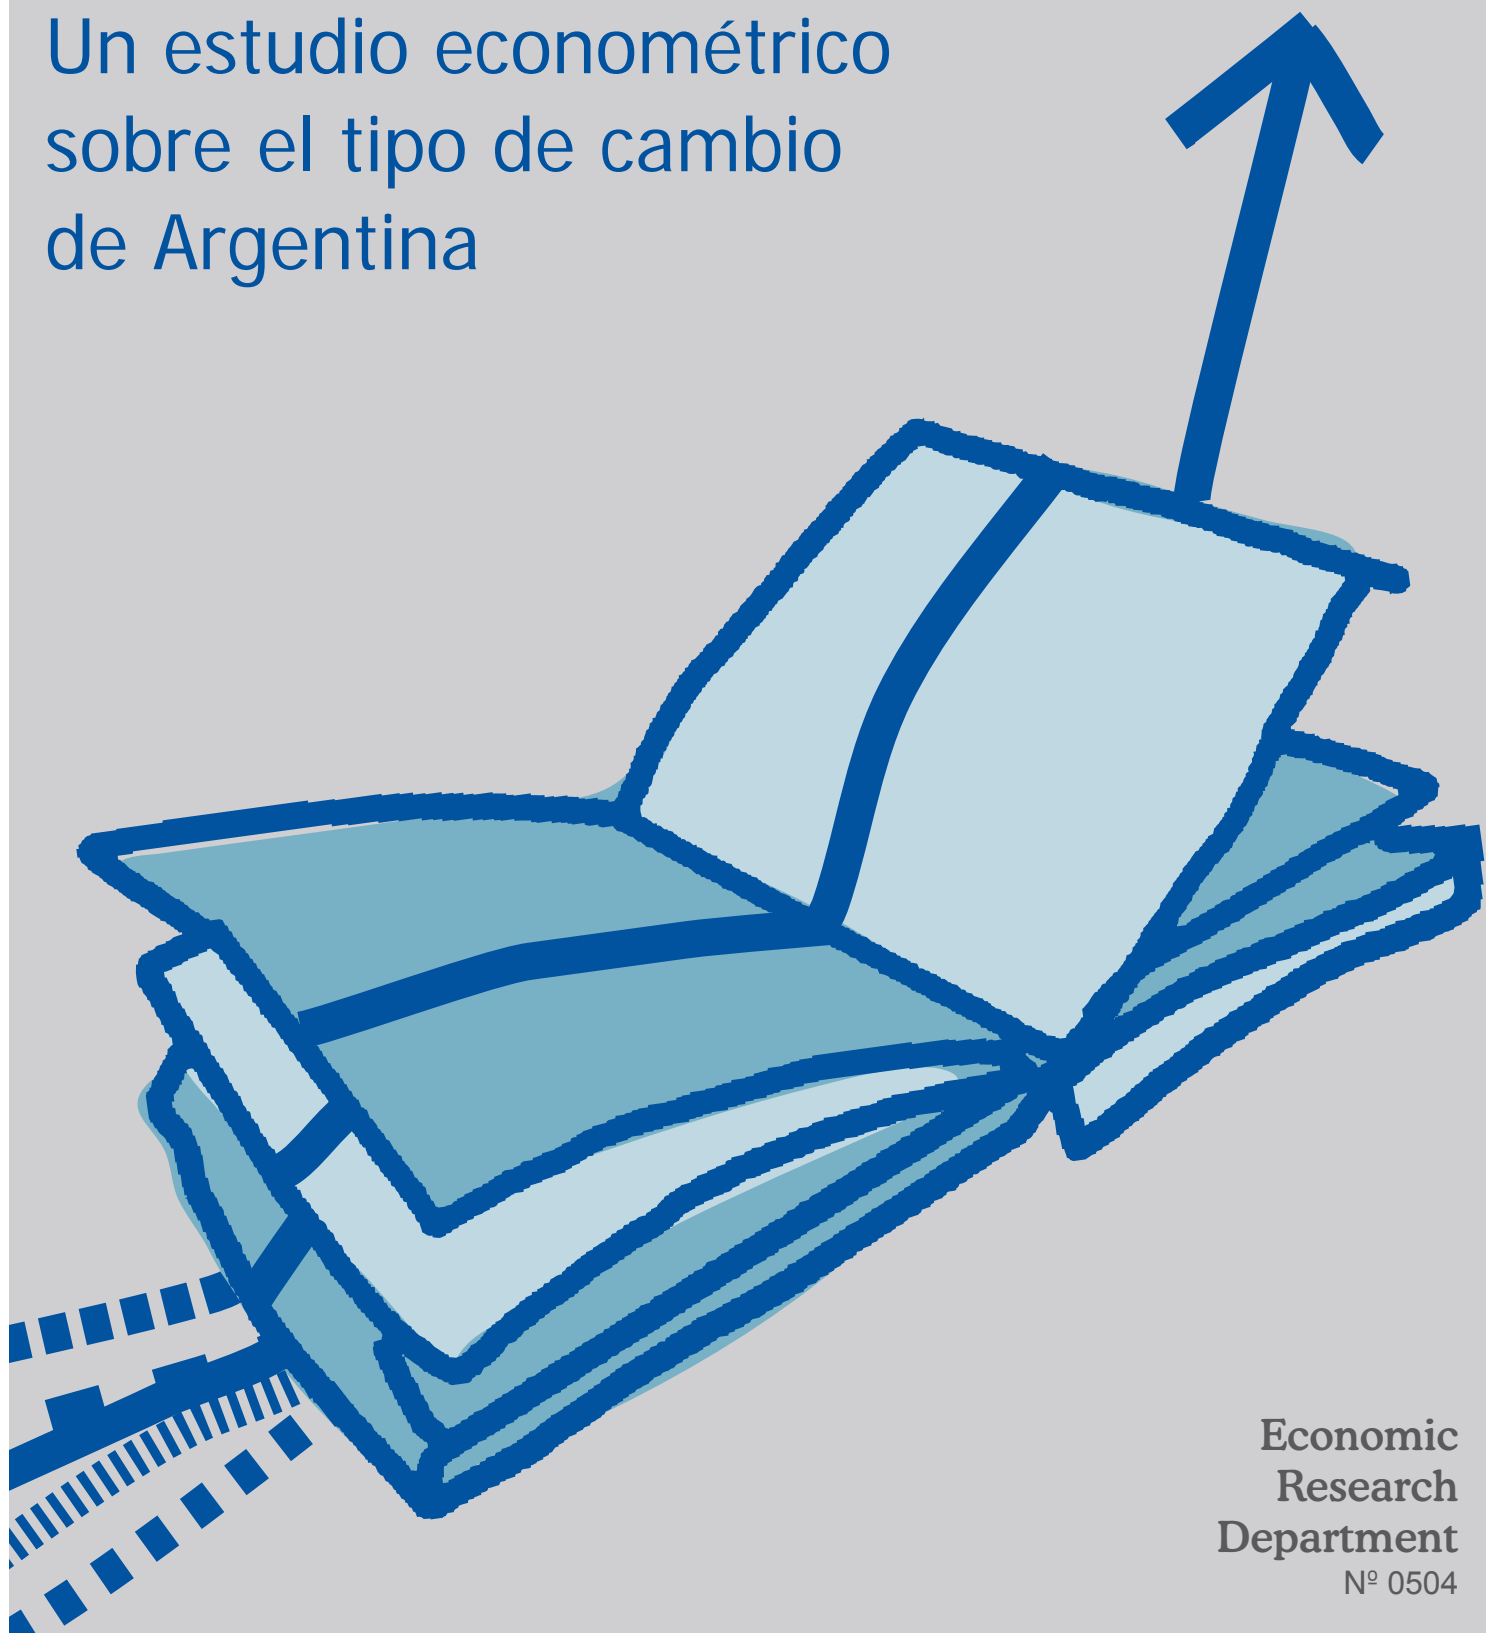 Un estudio econométrico
sobre el tipo de cambio
de Argentina
Economic
Research
Department
Nº 0504